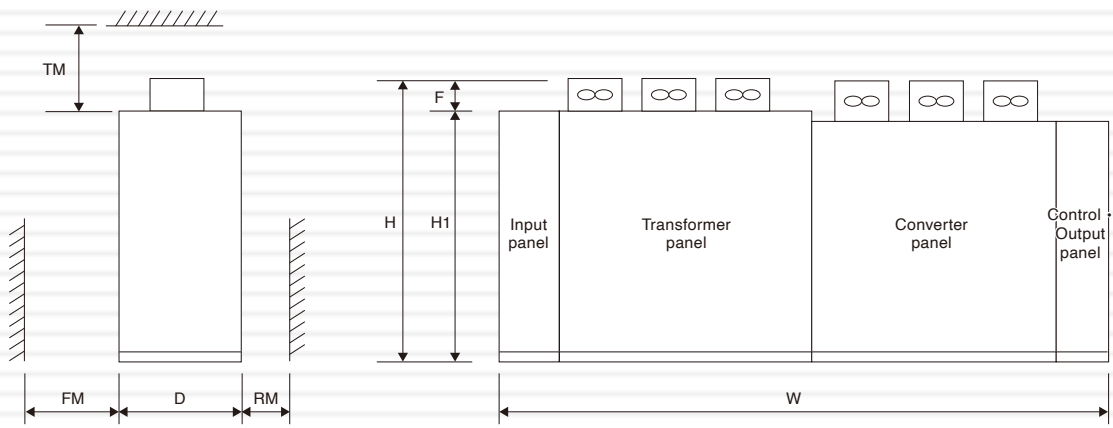 TM
F
H
H1
Input
panel
Transformer
panel
Converter
panel
Control ·
Output
panel
FM
D
RM
W